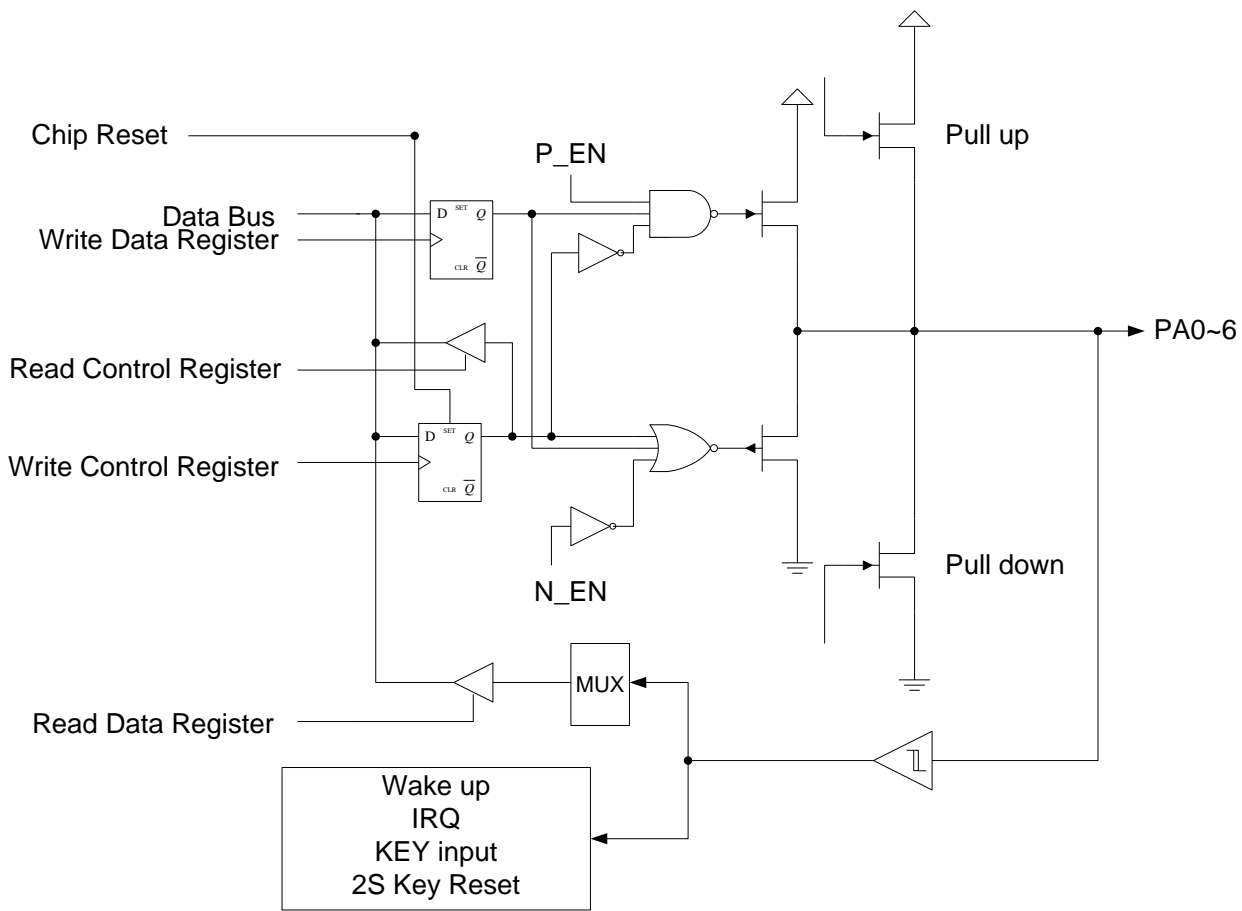 Pull up
Chip Reset
P_EN
Data Bus
D SET Q
Write Data Register
CLR Q̅
PA0~6
Read Control Register
D SET Q
Write Control Register
CLR Q̅
Pull down
N_EN
MUX
Read Data Register
Wake up
IRQ
KEY input
2S Key Reset